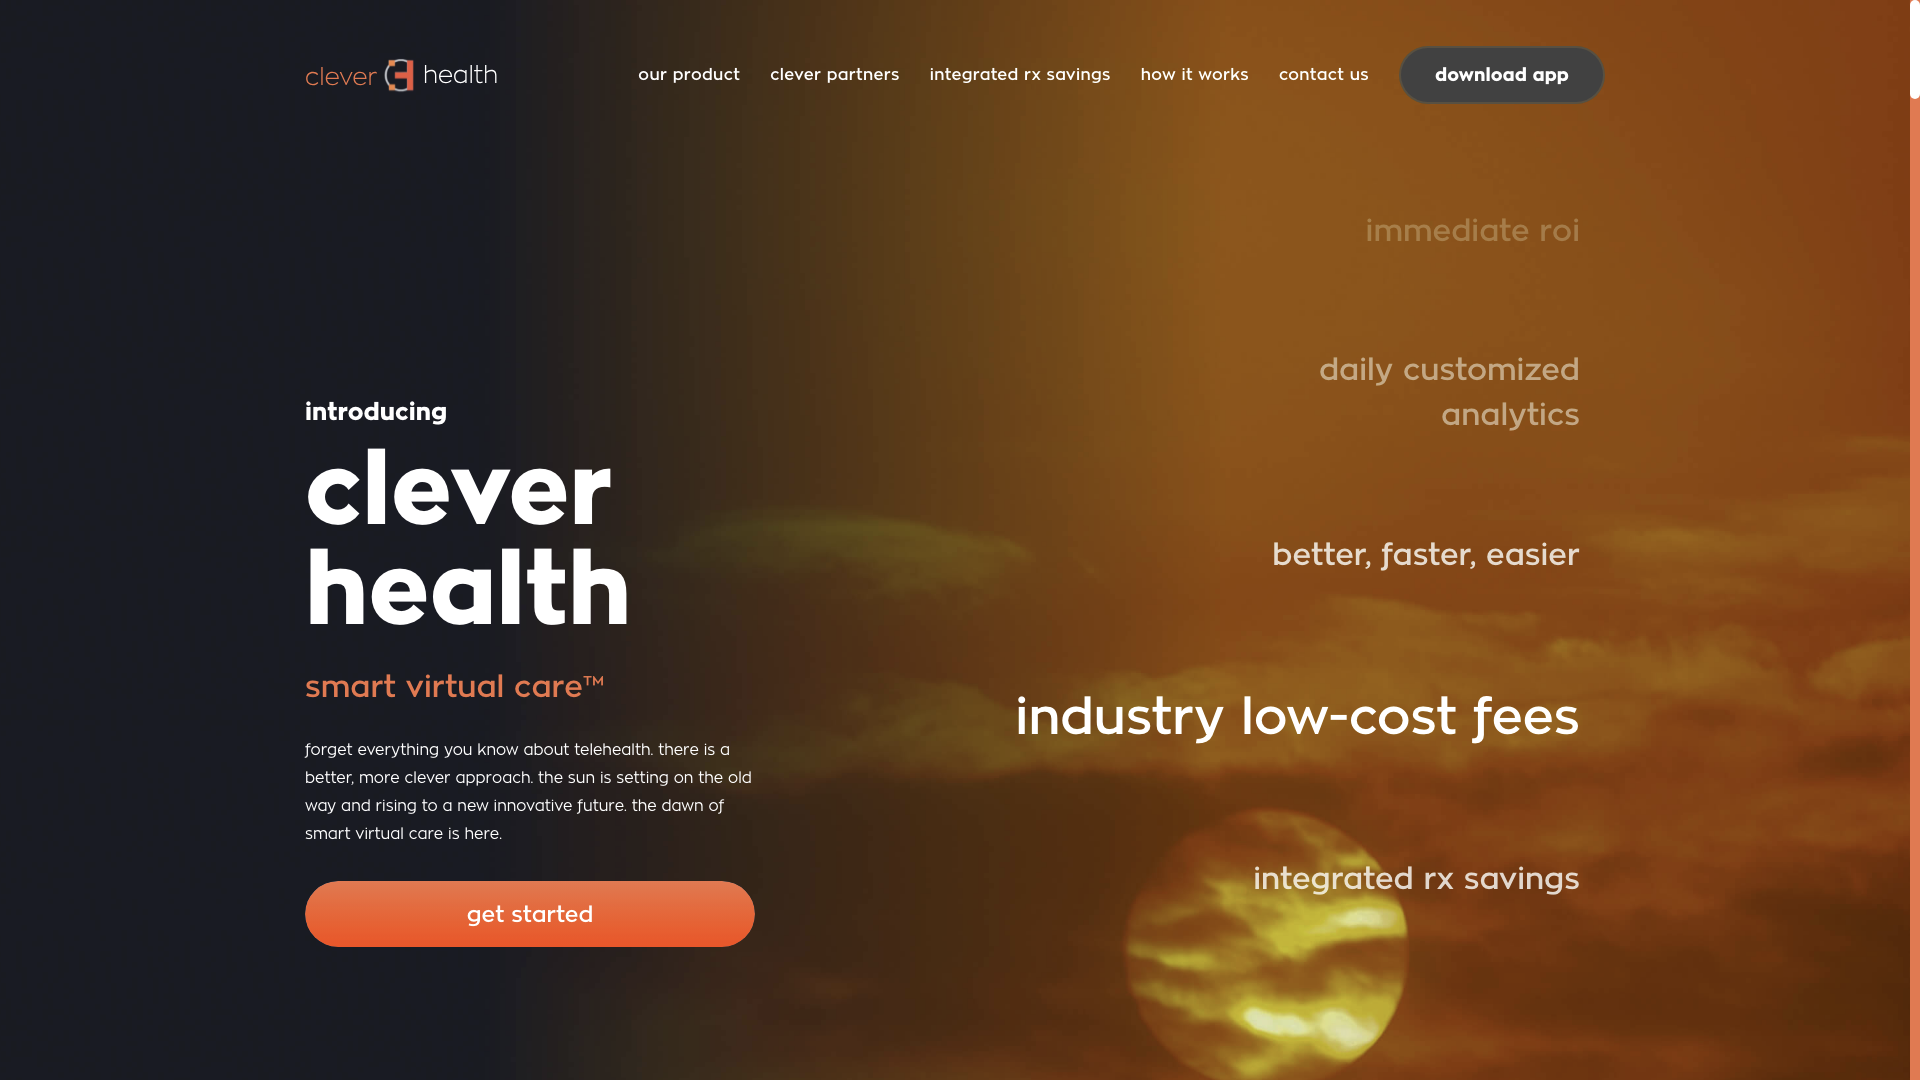 clever health
our product
clever partners
integrated rx savings
how it works
contact us
download app
introducing
clever
health
smart virtual care™
forget everything you know about telehealth. there is a
better, more clever approach. the sun is setting on the old
way and rising to a new innovative future. the dawn of
smart virtual care is here.
get started
immediate roi
daily customized
analytics
better, faster, easier
industry low-cost fees
integrated rx savings